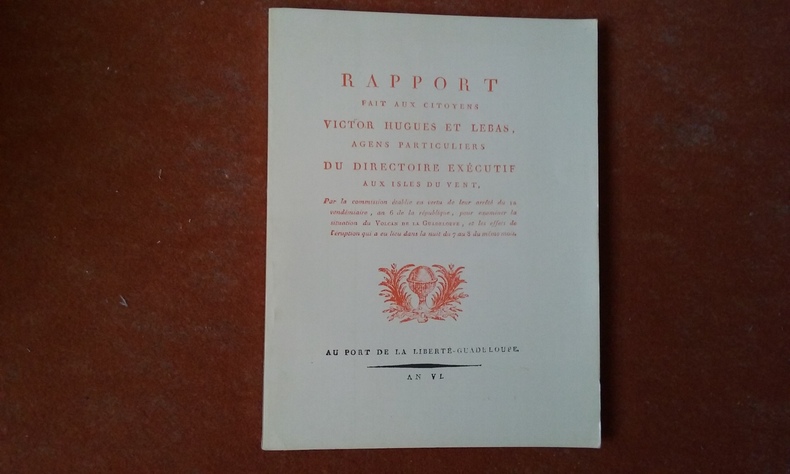 RAPPORT
FAIT AUX CITOYENS
VICTOR HUGUES ET LEBAS,
AGENS PARTICULIERS
DU DIRECTOIRE EXÉCUTIF
AUX ISLES DU VENT,
Par la commission établie en vertu de leur arrêté du 12
vendémiaire, an 6 de la république, pour examiner la
situation du VOLCAN DE LA GUADELOUPE, et les effets de
l'éruption qui a eu lieu dans la nuit du 7 au 8 du même mois.
AU PORT DE LA LIBERTÉ-GUADELOUPE.
AN VI.